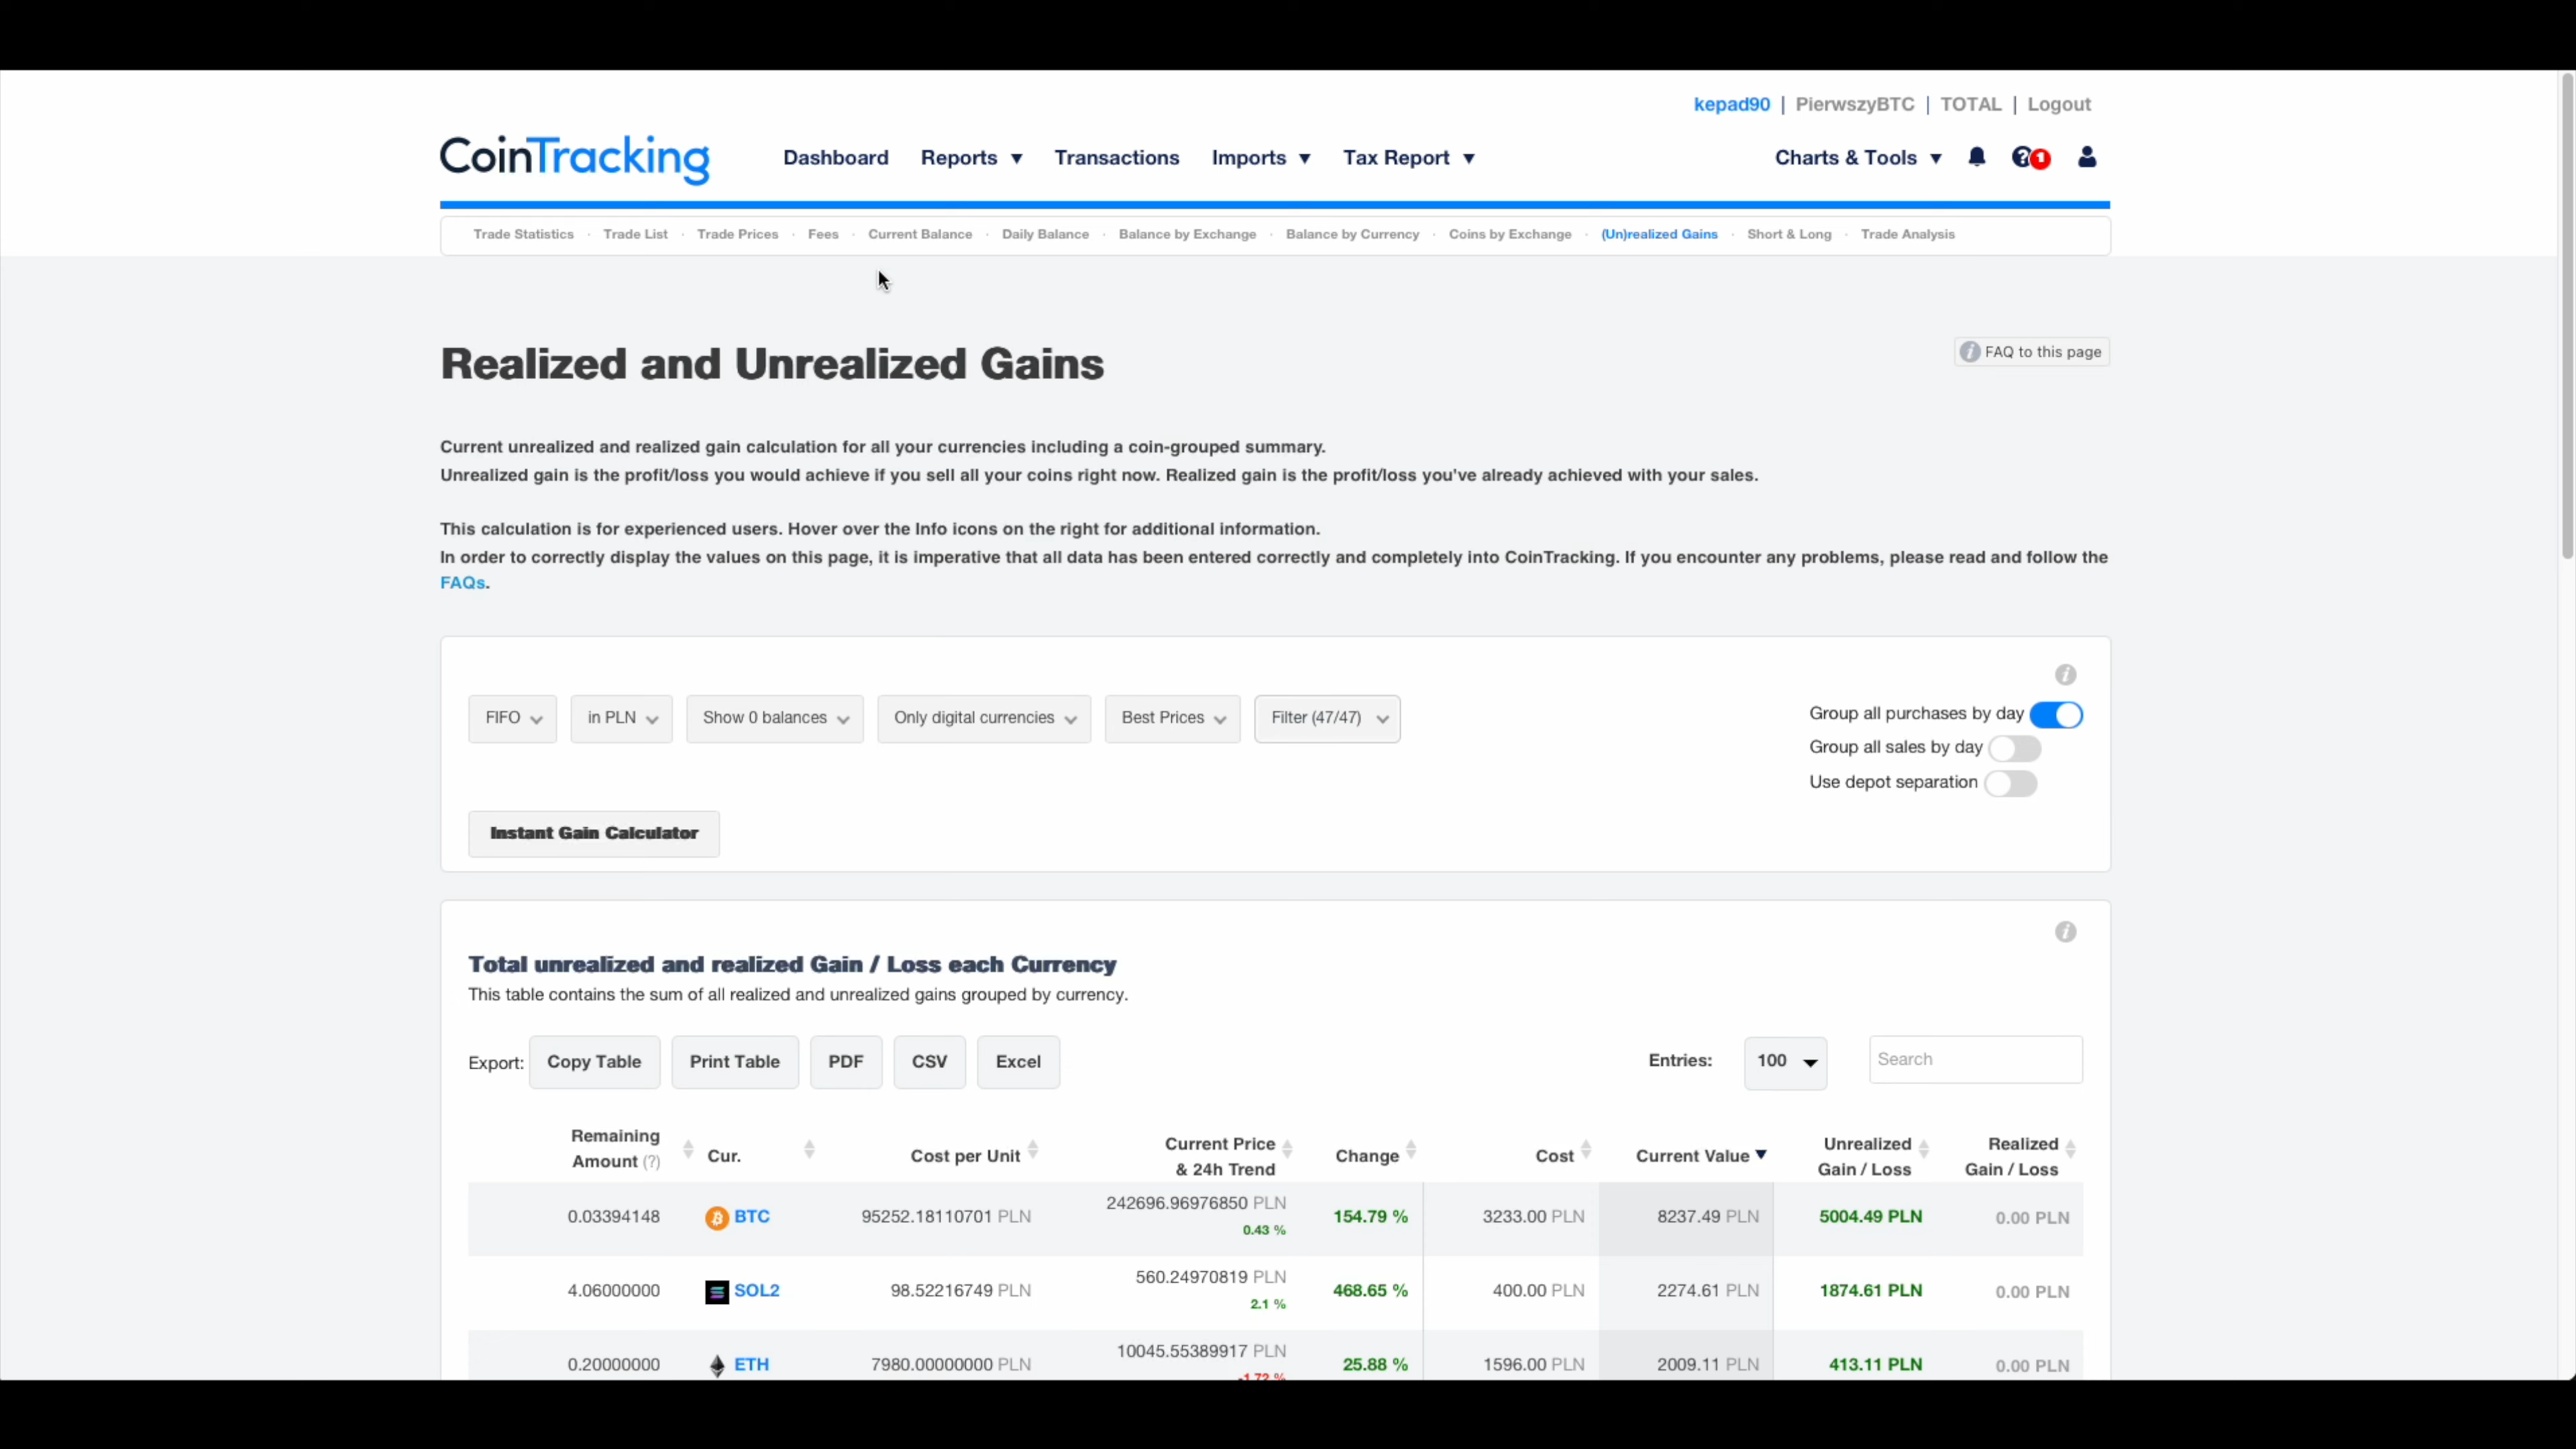 kepad90 | PierwszyBTC | TOTAL | Logout
CoinTracking
Dashboard Reports ▼ Transactions Imports ▼ Tax Report ▼ Charts & Tools ▼ 1
Trade Statistics · Trade List · Trade Prices · Fees · Current Balance · Daily Balance · Balance by Exchange · Balance by Currency · Coins by Exchange · (Un)realized Gains · Short & Long · Trade Analysis
Realized and Unrealized Gains
FAQ to this page
Current unrealized and realized gain calculation for all your currencies including a coin-grouped summary.
Unrealized gain is the profit/loss you would achieve if you sell all your coins right now. Realized gain is the profit/loss you've already achieved with your sales.
This calculation is for experienced users. Hover over the Info icons on the right for additional information.
In order to correctly display the values on this page, it is imperative that all data has been entered correctly and completely into CoinTracking. If you encounter any problems, please read and follow the
FAQs.
FIFO in PLN Show 0 balances Only digital currencies Best Prices Filter (47/47)
Group all purchases by day
Group all sales by day
Use depot separation
Instant Gain Calculator
Total unrealized and realized Gain / Loss each Currency
This table contains the sum of all realized and unrealized gains grouped by currency.
Export: Copy Table Print Table PDF CSV Excel Entries: 100 Search
Remaining Amount (?) Cur. Cost per Unit Current Price & 24h Trend Change Cost Current Value ▼ Unrealized Gain / Loss Realized Gain / Loss
0.03394148 BTC 95252.18110701 PLN 242696.96976850 PLN 0.43 % 154.79 % 3233.00 PLN 8237.49 PLN 5004.49 PLN 0.00 PLN
4.06000000 SOL2 98.52216749 PLN 560.24970819 PLN 2.1 % 468.65 % 400.00 PLN 2274.61 PLN 1874.61 PLN 0.00 PLN
0.20000000 ETH 7980.00000000 PLN 10045.55389917 PLN -1.72 % 25.88 % 1596.00 PLN 2009.11 PLN 413.11 PLN 0.00 PLN